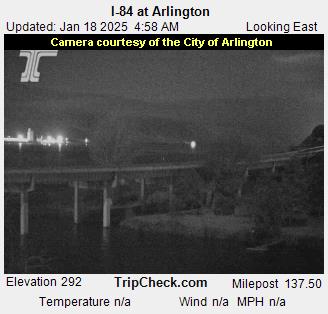 I-84 at Arlington
Updated: Jan 18 2025 4:58 AM Looking East
Camera courtesy of the City of Arlington
Elevation 292 TripCheck.com Milepost 137.50
Temperature n/a Wind n/a MPH n/a